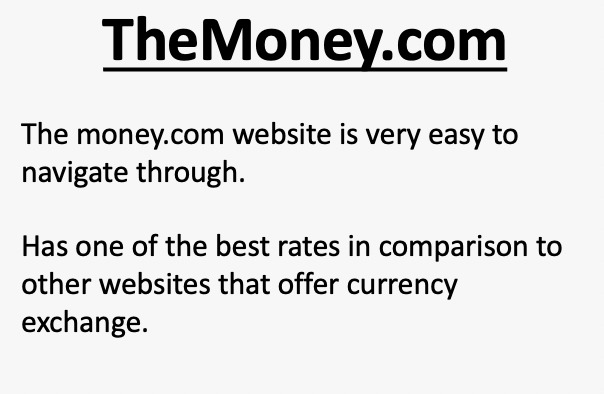 TheMoney.com
The money.com website is very easy to
navigate through.
Has one of the best rates in comparison to
other websites that offer currency
exchange.